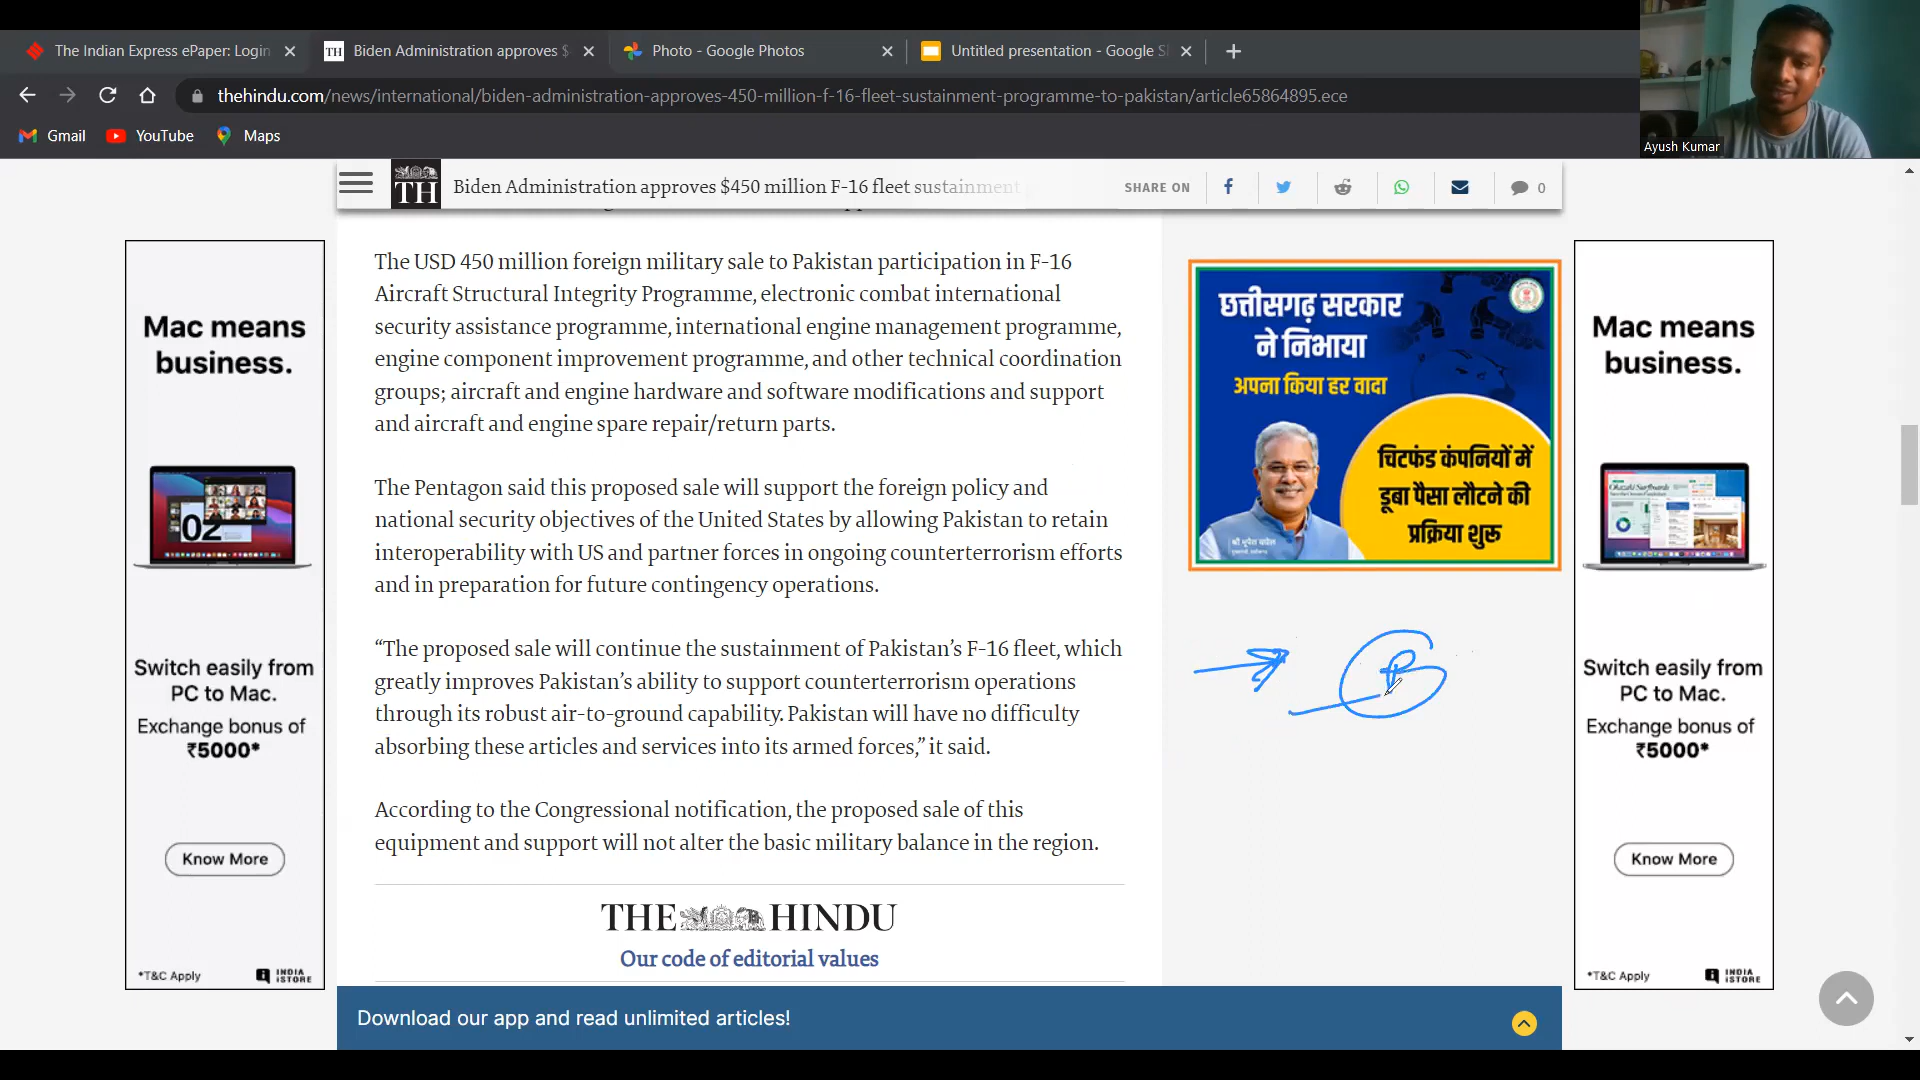 The Indian Express ePaper: Login
TH Biden Administration approves $
Photo - Google Photos
Untitled presentation - Google Sl
thehindu.com/news/international/biden-administration-approves-450-million-f-16-fleet-sustainment-programme-to-pakistan/article65864895.ece
Ayush Kumar
Gmail
YouTube
Maps
TH
Biden Administration approves $450 million F-16 fleet sustainment
SHARE ON
0
The USD 450 million foreign military sale to Pakistan participation in F-16
Aircraft Structural Integrity Programme, electronic combat international
security assistance programme, international engine management programme,
engine component improvement programme, and other technical coordination
groups; aircraft and engine hardware and software modifications and support
and aircraft and engine spare repair/return parts.
The Pentagon said this proposed sale will support the foreign policy and
national security objectives of the United States by allowing Pakistan to retain
interoperability with US and partner forces in ongoing counterterrorism efforts
and in preparation for future contingency operations.
“The proposed sale will continue the sustainment of Pakistan’s F-16 fleet, which
greatly improves Pakistan’s ability to support counterterrorism operations
through its robust air-to-ground capability. Pakistan will have no difficulty
absorbing these articles and services into its armed forces,” it said.
According to the Congressional notification, the proposed sale of this
equipment and support will not alter the basic military balance in the region.
THE HINDU
Our code of editorial values
Download our app and read unlimited articles!
Mac means
business.
02
Switch easily from
PC to Mac.
Exchange bonus of
₹5000*
Know More
*T&C Apply
INDIA
iSTORE
छत्तीसगढ़ सरकार
ने निभाया
अपना किया हर वादा
चिटफंड कंपनियों में
डूबा पैसा लौटने की
प्रक्रिया शुरू
Mac means
business.
Switch easily from
PC to Mac.
Exchange bonus of
₹5000*
Know More
*T&C Apply
INDIA
iSTORE